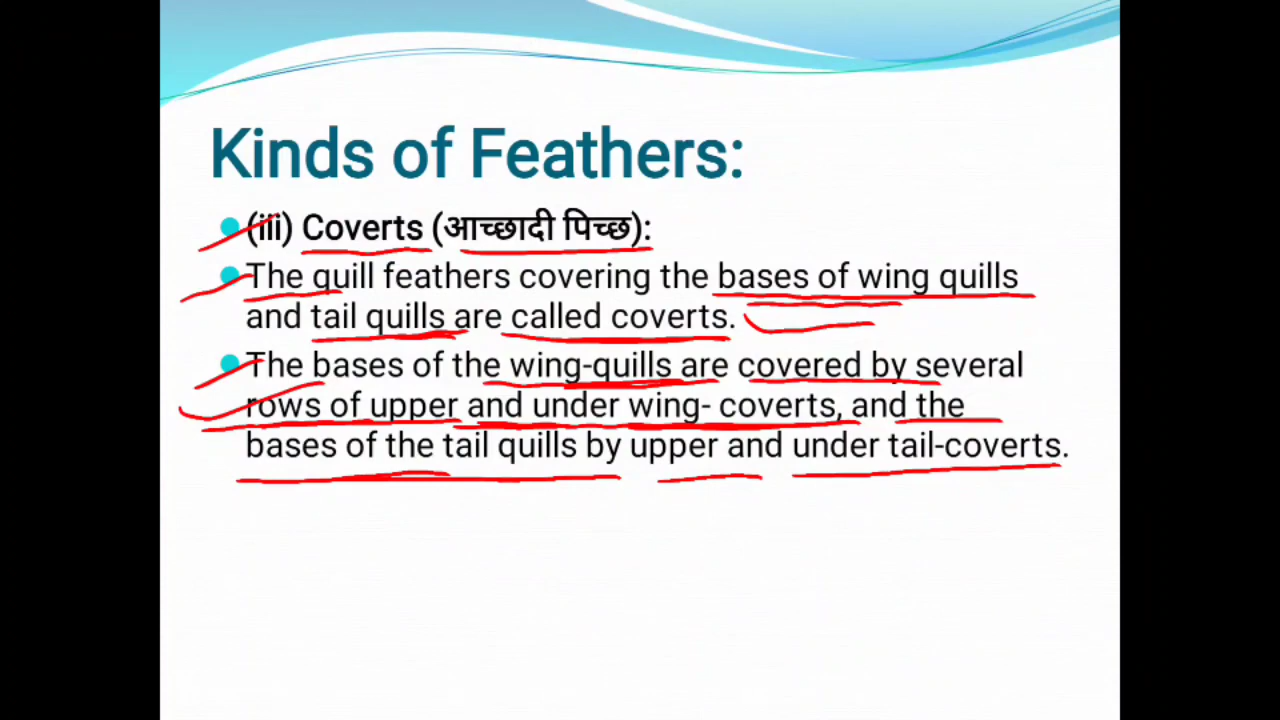 Kinds of Feathers:
(iii) Coverts (आच्छादी पिच्छ):
The quill feathers covering the bases of wing quills
and tail quills are called coverts.
The bases of the wing-quills are covered by several
rows of upper and under wing- coverts, and the
bases of the tail quills by upper and under tail-coverts.